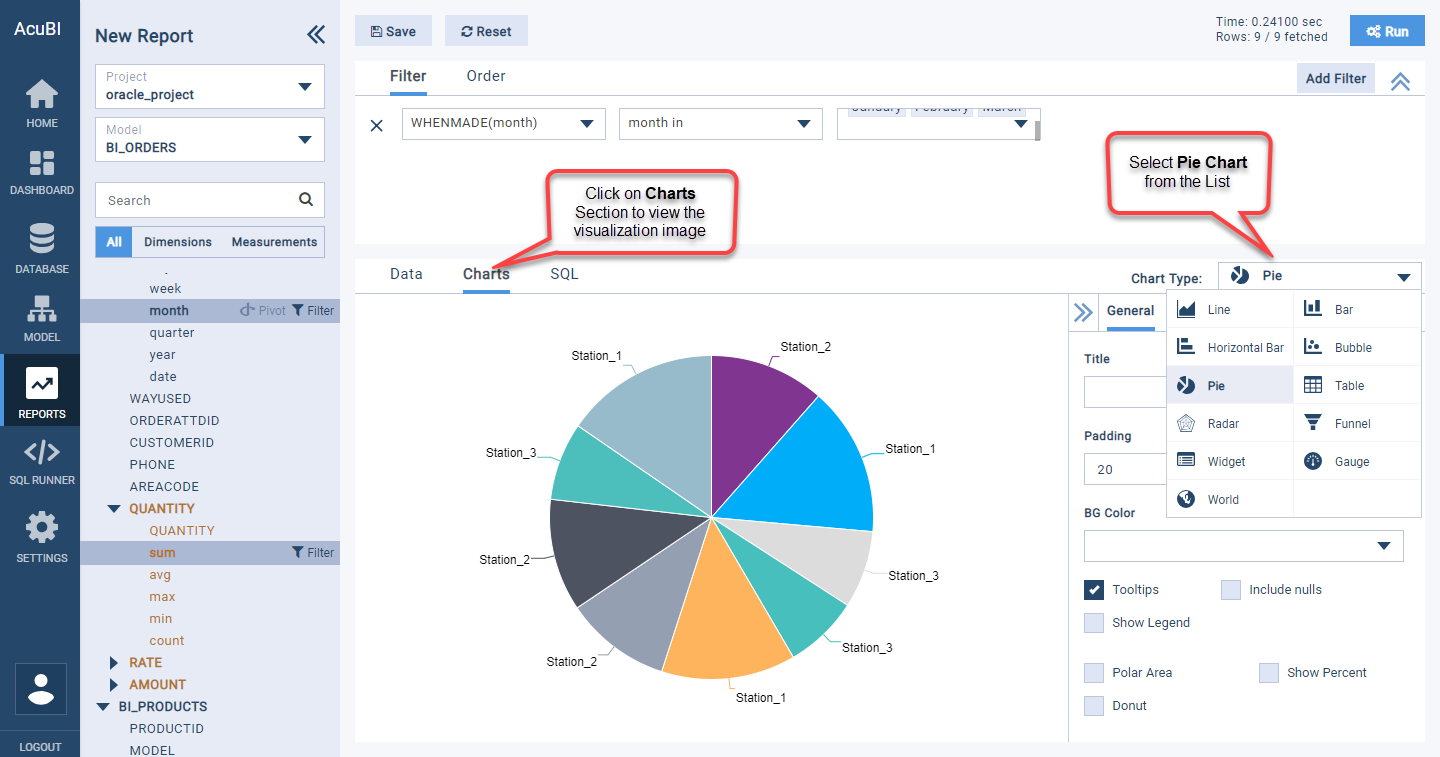 AcuBI
HOME
DASHBOARD
DATABASE
MODEL
REPORTS
SQL RUNNER
SETTINGS
LOGOUT
New Report
Project
oracle_project
Model
BI_ORDERS
Search
All Dimensions Measurements
week
month Pivot Filter
quarter
year
date
WAYUSED
ORDERATTDID
CUSTOMERID
PHONE
AREACODE
QUANTITY
QUANTITY
sum Filter
avg
max
min
count
RATE
AMOUNT
BI_PRODUCTS
PRODUCTID
MODEL
Save Reset
Time: 0.24100 sec
Rows: 9 / 9 fetched
Run
Filter Order
Add Filter
WHENMADE(month) month in January February March
Click on Charts
Section to view the
visualization image
Select Pie Chart
from the List
Data Charts SQL
Chart Type: Pie
Line Bar
Horizontal Bar Bubble
Pie Table
Radar Funnel
Widget Gauge
World
General
Title
Padding
20
BG Color
Tooltips Include nulls
Show Legend
Polar Area Show Percent
Donut
Station_2
Station_1
Station_3
Station_3
Station_1
Station_2
Station_2
Station_3
Station_1